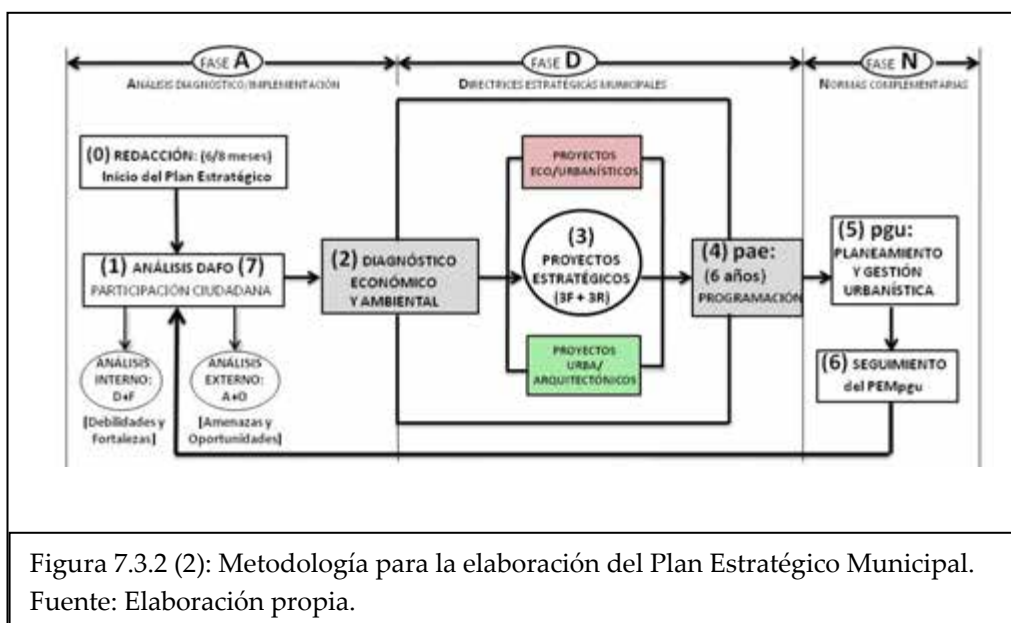 FASE A
ANÁLISIS DIAGNÓSTICO/IMPLEMENTACIÓN
FASE D
DIRECTRICES ESTRATÉGICAS MUNICIPALES
FASE N
NORMAS COMPLEMENTARIAS
(0) REDACCIÓN: (6/8 meses)
Inicio del Plan Estratégico
(1) ANÁLISIS DAFO (7)
PARTICIPACIÓN CIUDADANA
ANÁLISIS
INTERNO:
D+F
[Debilidades y
Fortalezas]
ANÁLISIS
EXTERNO:
A+O
[Amenazas y
Oportunidades]
(2) DIAGNÓSTICO
ECONÓMICO
Y AMBIENTAL
PROYECTOS
ECO/URBANÍSTICOS
(3)
PROYECTOS
ESTRATÉGICOS
(3F + 3R)
PROYECTOS
URBA/
ARQUITECTÓNICOS
(4) pae:
(6 años)
PROGRAMACIÓN
(5) pgu:
PLANEAMIENTO
Y GESTIÓN
URBANÍSTICA
(6) SEGUIMIENTO
del PEMpgu
Figura 7.3.2 (2): Metodología para la elaboración del Plan Estratégico Municipal.
Fuente: Elaboración propia.